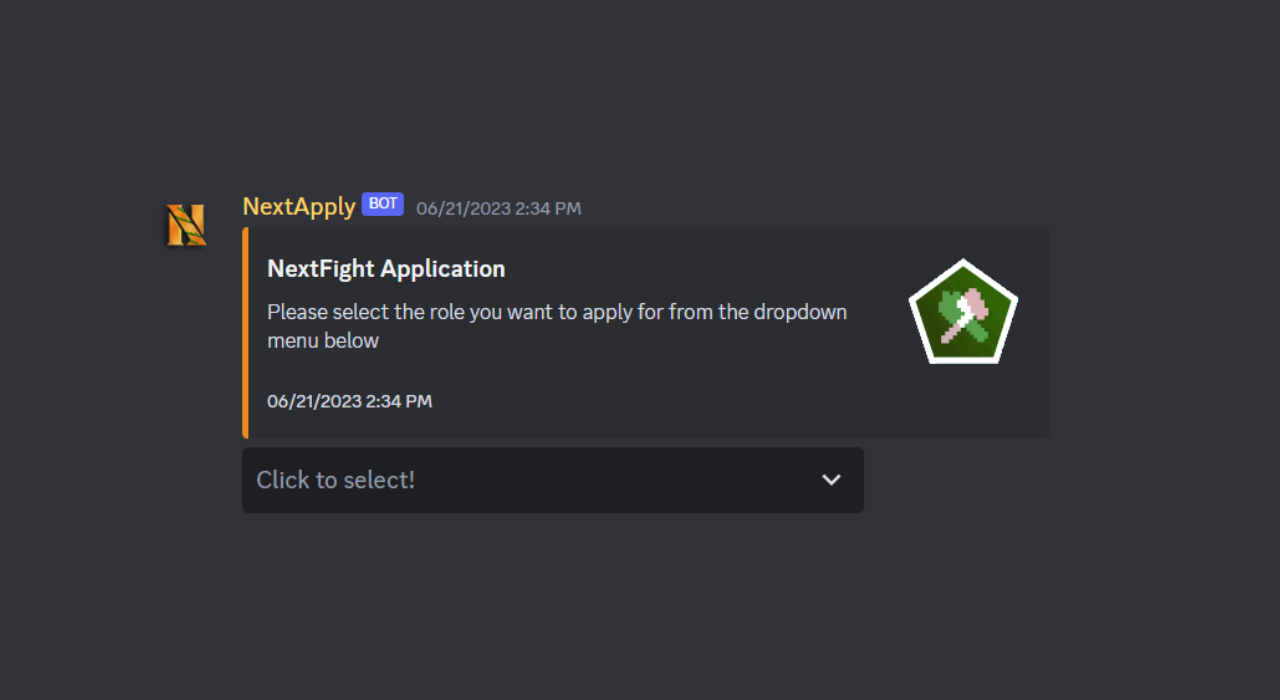 NextApply BOT 06/21/2023 2:34 PM
NextFight Application
Please select the role you want to apply for from the dropdown
menu below
06/21/2023 2:34 PM
Click to select!